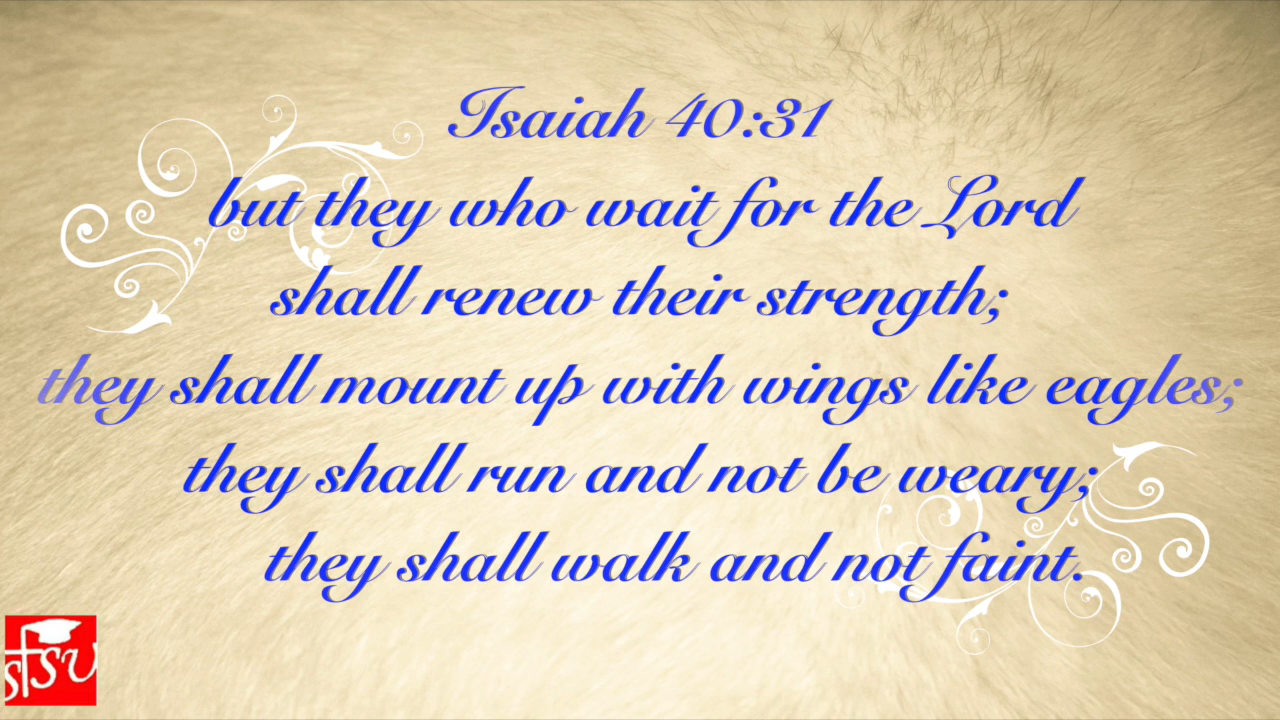 Isaiah 40:31
but they who wait for the Lord
shall renew their strength;
they shall mount up with wings like eagles;
they shall run and not be weary;
they shall walk and not faint.
sfsu